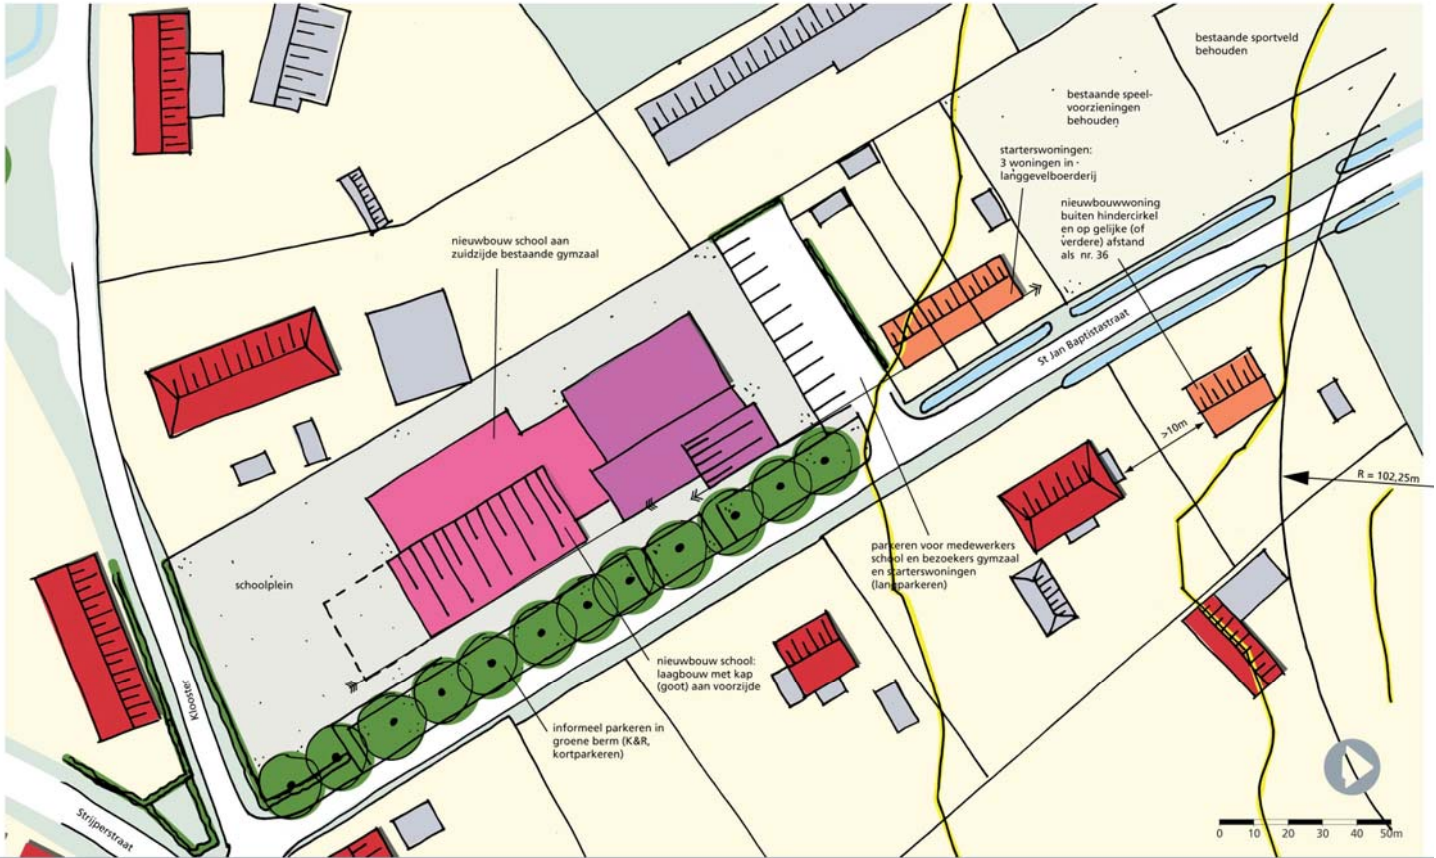 bestaande sportveld
behouden
bestaande speel-
voorzieningen
behouden
starterswoningen:
3 woningen in -
langgevelboerderij
nieuwbouwwoning
buiten hindercirkel
en op gelijke (of
verdere) afstand
als nr. 36
nieuwbouw school aan
zuidzijde bestaande gymzaal
St Jan Baptistastraat
>10m
R = 102,25m
parkeren voor medewerkers
school en bezoekers gymzaal
en starterswoningen
(langparkeren)
schoolplein
nieuwbouw school:
laagbouw met kap
(goot) aan voorzijde
Klooster
informeel parkeren in
groene berm (K&R,
kortparkeren)
Strijperstraat
0 10 20 30 40 50m